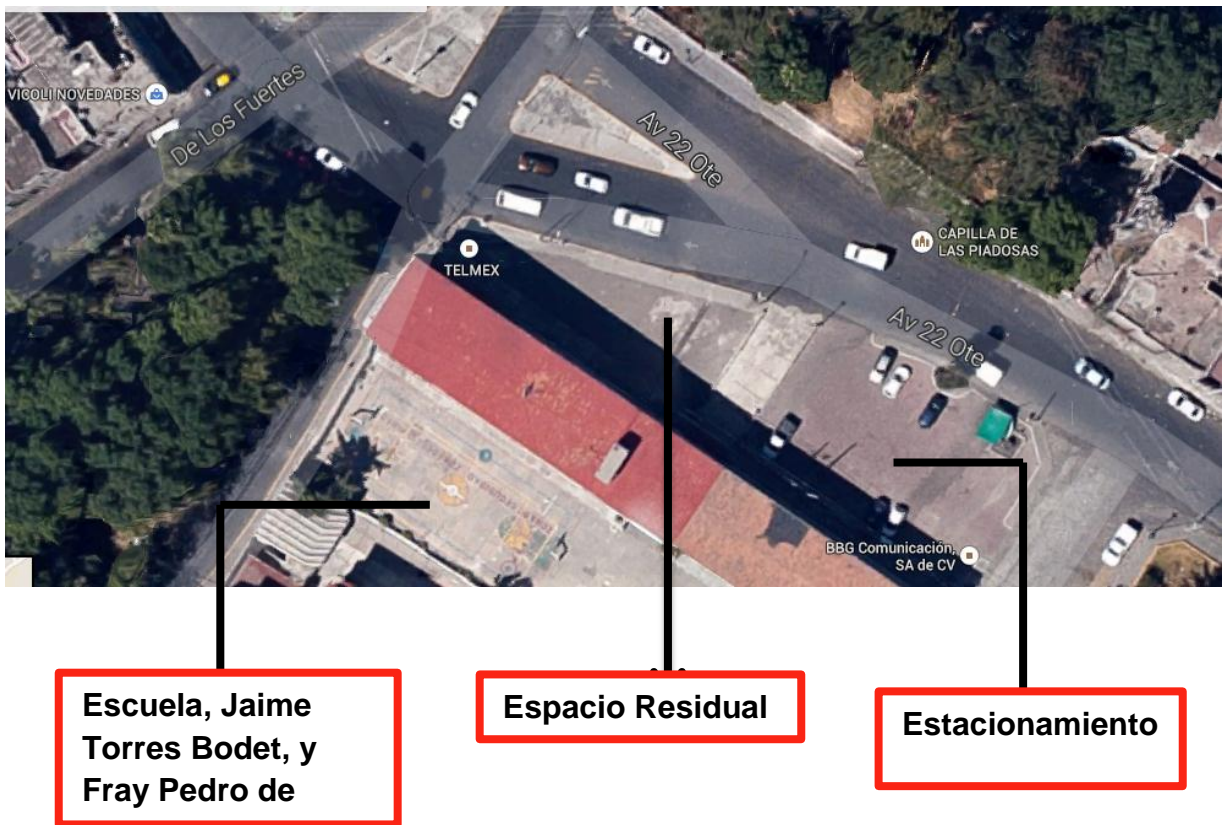 VICOLI NOVEDADES
De Los Fuertes
Av 22 Ote
CAPILLA DE
LAS PIADOSAS
TELMEX
Av 22 Ote
BBG Comunicación,
SA de CV
Escuela, Jaime
Torres Bodet, y
Fray Pedro de
Espacio Residual
Estacionamiento